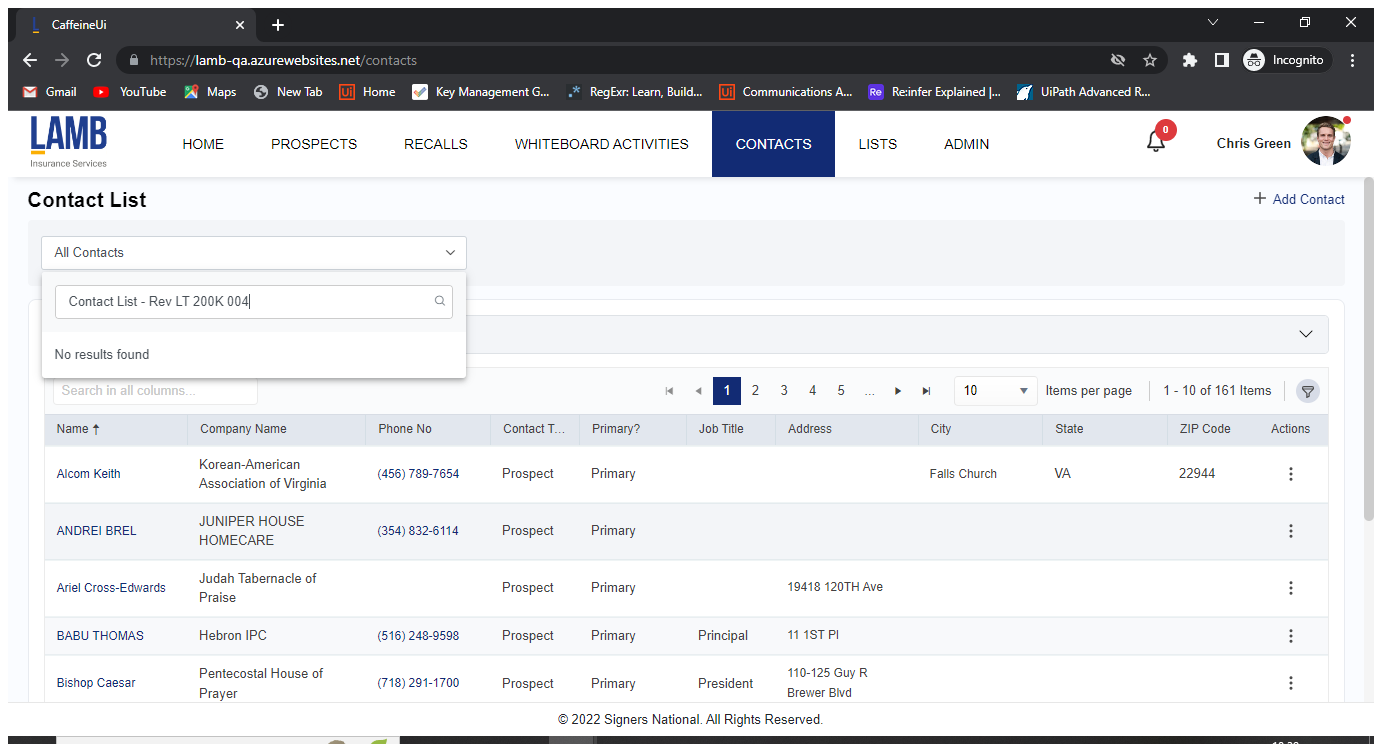 CaffeineUi
https://lamb-qa.azurewebsites.net/contacts
Incognito
Gmail YouTube Maps New Tab Home Key Management G... RegExr: Learn, Build... Communications A... Re:infer Explained |... UiPath Advanced R...
LAMB
Insurance Services
HOME PROSPECTS RECALLS WHITEBOARD ACTIVITIES CONTACTS LISTS ADMIN
0
Chris Green
Contact List
Add Contact
All Contacts
Contact List - Rev LT 200K 004
No results found
Search in all columns...
1 2 3 4 5 ... 10 Items per page 1 - 10 of 161 Items
Name Company Name Phone No Contact T... Primary? Job Title Address City State ZIP Code Actions
Alcom Keith Korean-American Association of Virginia (456) 789-7654 Prospect Primary Falls Church VA 22944
ANDREI BREL JUNIPER HOUSE HOMECARE (354) 832-6114 Prospect Primary
Ariel Cross-Edwards Judah Tabernacle of Praise Prospect Primary 19418 120TH Ave
BABU THOMAS Hebron IPC (516) 248-9598 Prospect Primary Principal 11 1ST Pl
Bishop Caesar Pentecostal House of Prayer (718) 291-1700 Prospect Primary President 110-125 Guy R Brewer Blvd
© 2022 Signers National. All Rights Reserved.